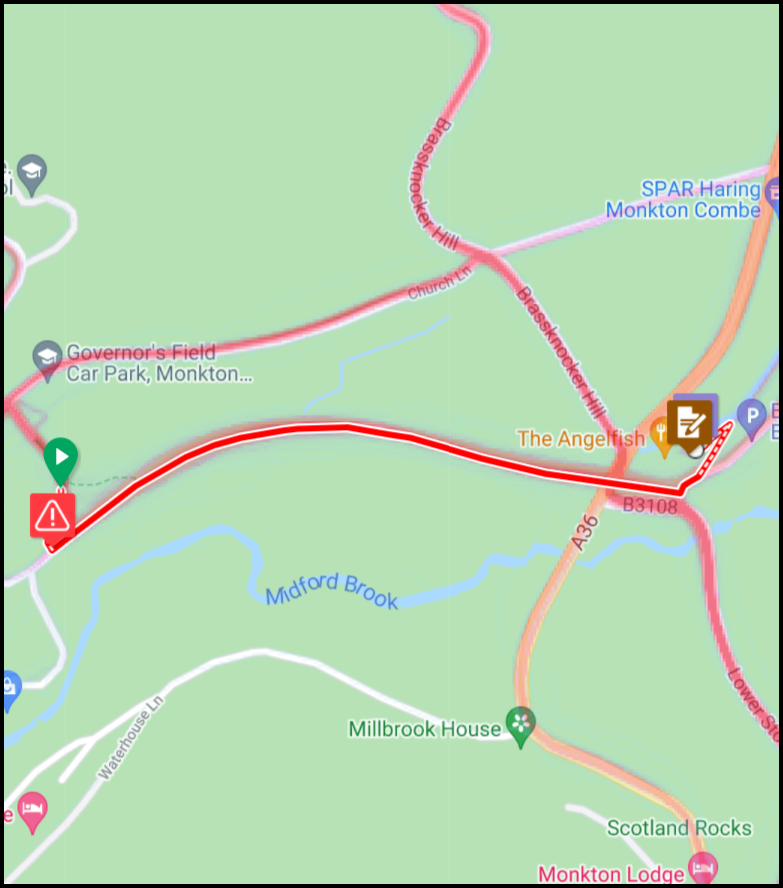 Brassknocker Hill
SPAR Haring
Monkton Combe
Church Ln
Brassknocker Hill
Governor's Field
Car Park, Monkton...
The Angelfish
P
B3108
A36
Midford Brook
Waterhouse Ln
Millbrook House
Lower Sto
Scotland Rocks
Monkton Lodge